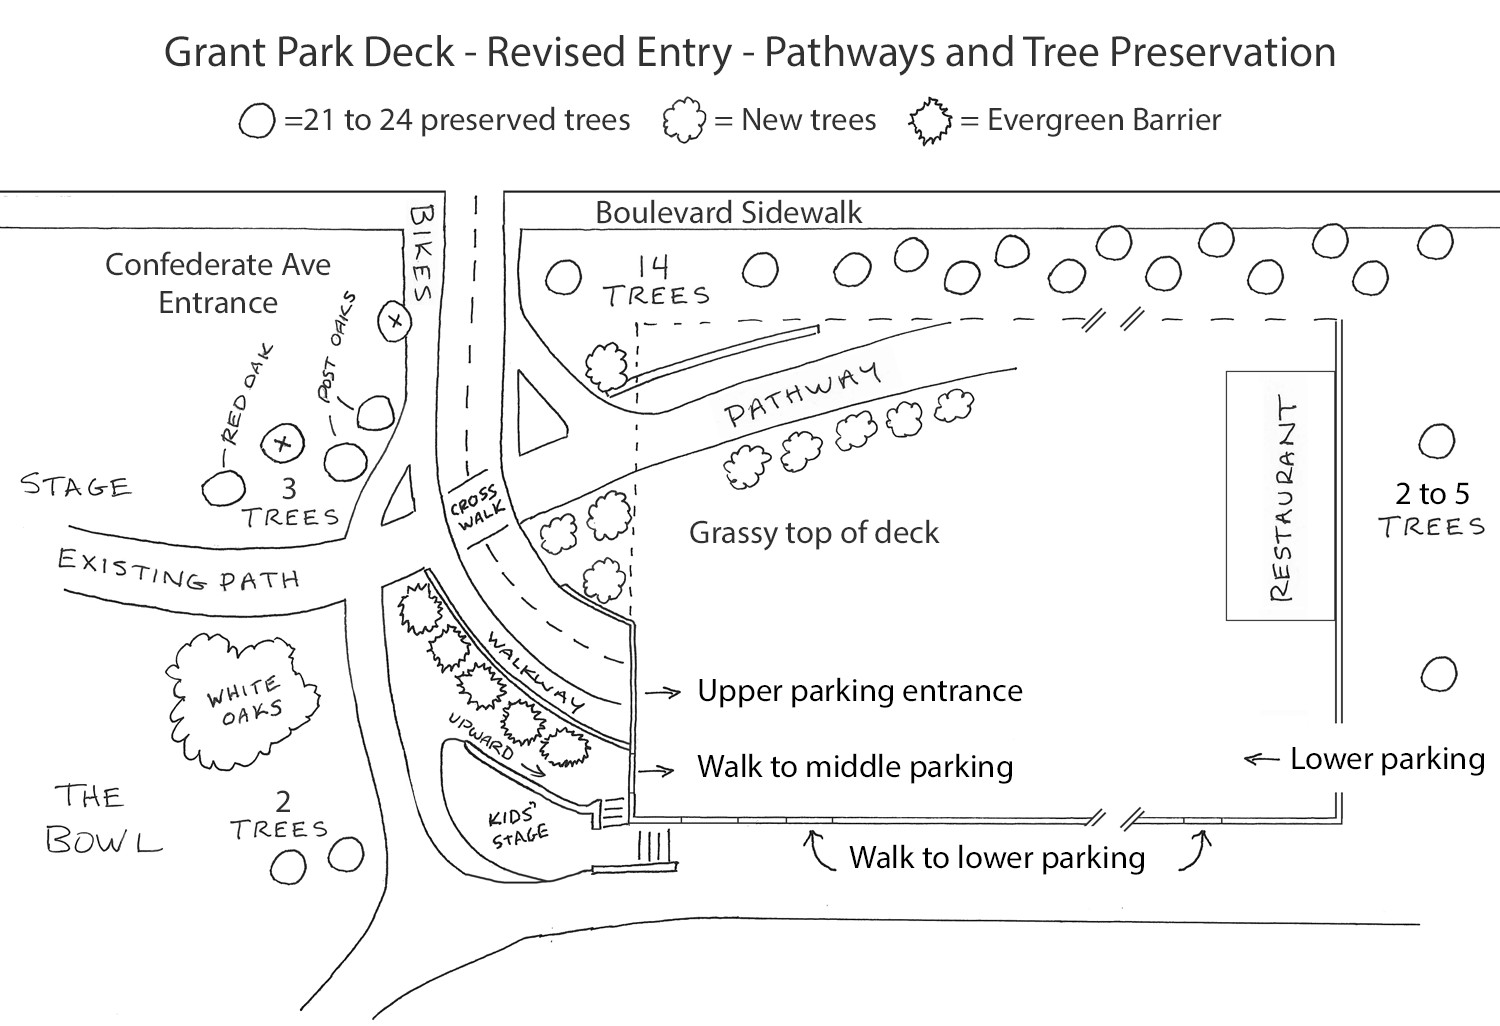 Grant Park Deck - Revised Entry - Pathways and Tree Preservation
=21 to 24 preserved trees
= New trees
= Evergreen Barrier
BIKES
Boulevard Sidewalk
Confederate Ave
Entrance
14
TREES
RED OAK
POST OAKS
PATHWAY
STAGE
3
TREES
CROSS
WALK
RESTAURANT
2 to 5
TREES
Grassy top of deck
EXISTING PATH
WHITE
OAKS
WALKWAY
UPWARD
Upper parking entrance
Walk to middle parking
Lower parking
THE
BOWL
2
TREES
KIDS'
STAGE
Walk to lower parking